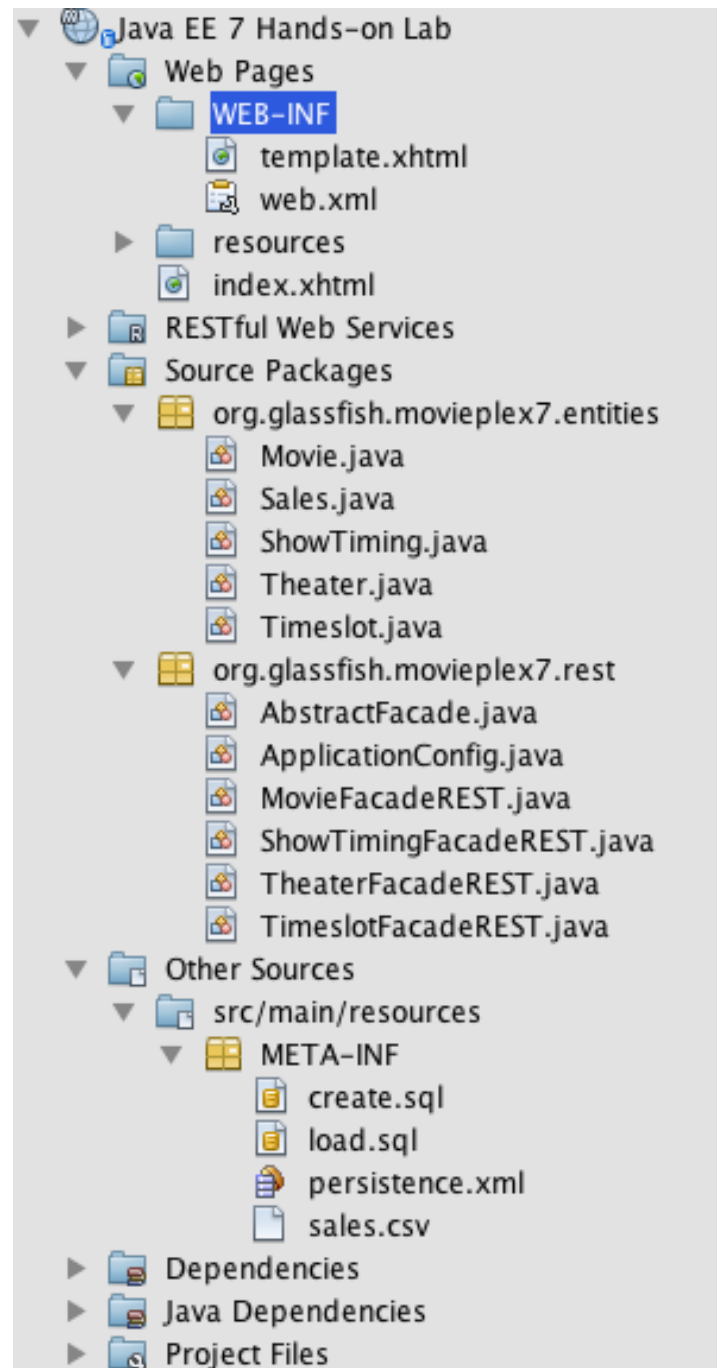 Java EE 7 Hands-on Lab
Web Pages
WEB-INF
template.xhtml
web.xml
resources
index.xhtml
RESTful Web Services
Source Packages
org.glassfish.movieplex7.entities
Movie.java
Sales.java
ShowTiming.java
Theater.java
Timeslot.java
org.glassfish.movieplex7.rest
AbstractFacade.java
ApplicationConfig.java
MovieFacadeREST.java
ShowTimingFacadeREST.java
TheaterFacadeREST.java
TimeslotFacadeREST.java
Other Sources
src/main/resources
META-INF
create.sql
load.sql
persistence.xml
sales.csv
Dependencies
Java Dependencies
Project Files